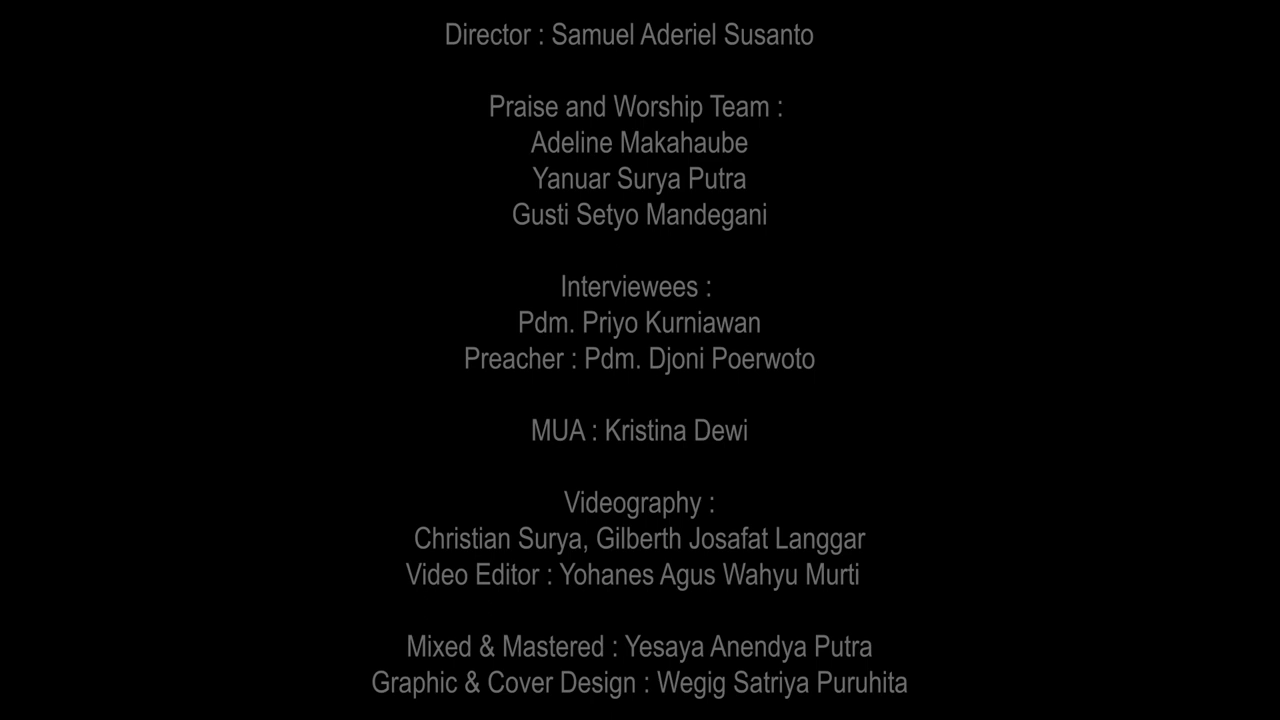 Director : Samuel Aderiel Susanto
Praise and Worship Team :
Adeline Makahaube
Yanuar Surya Putra
Gusti Setyo Mandegani
Interviewees :
Pdm. Priyo Kurniawan
Preacher : Pdm. Djoni Poerwoto
MUA : Kristina Dewi
Videography :
Christian Surya, Gilberth Josafat Langgar
Video Editor : Yohanes Agus Wahyu Murti
Mixed & Mastered : Yesaya Anendya Putra
Graphic & Cover Design : Wegig Satriya Puruhita